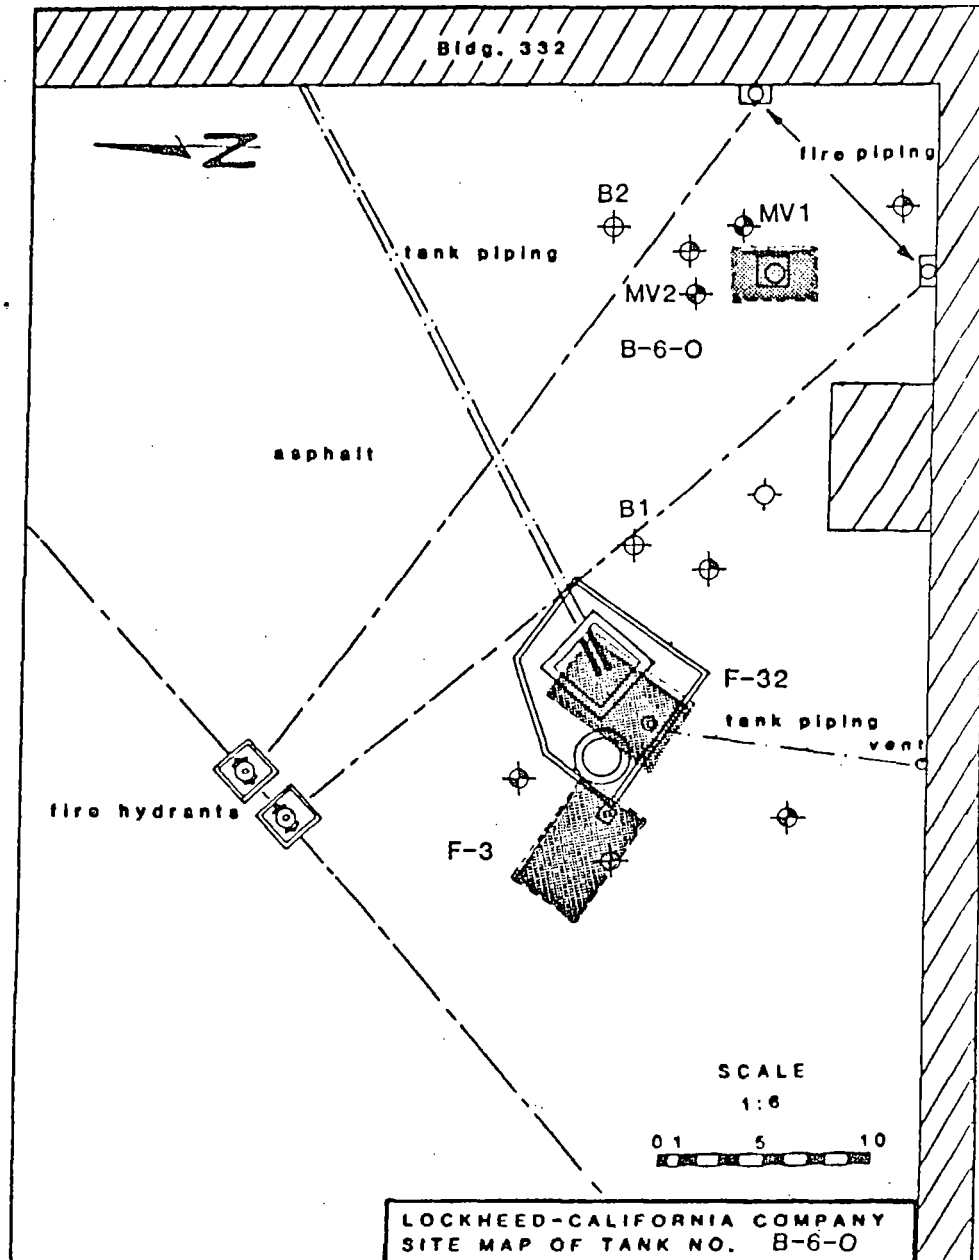 Bldg. 332
N
fire piping
B2
MV1
tank piping
MV2
B-6-O
asphalt
B1
F-32
tank piping
vent
fire hydrants
F-3
SCALE
1:6
0 1 5 10
LOCKHEED-CALIFORNIA COMPANY
SITE MAP OF TANK NO. B-6-O